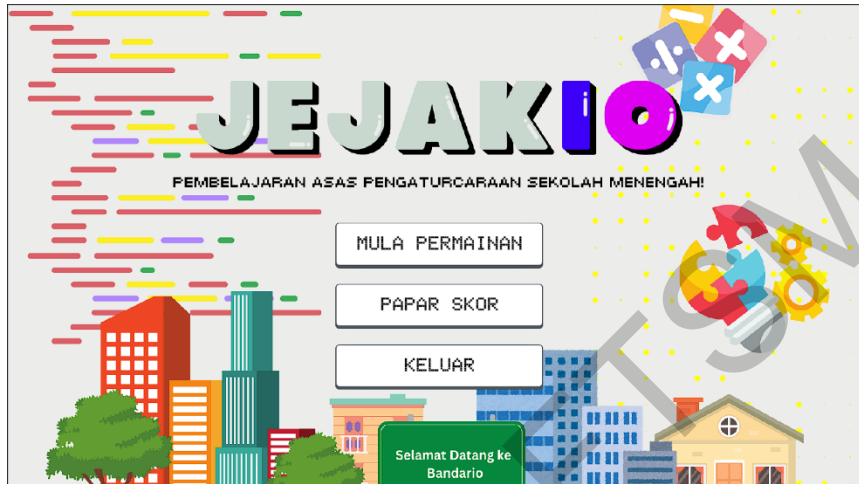 JEJAKIO
PEMBELAJARAN ASAS PENGATURCARAAN SEKOLAH MENENGAH!
MULA PERMAINAN
PAPAR SKOR
KELUAR
Selamat Datang ke
Bandario